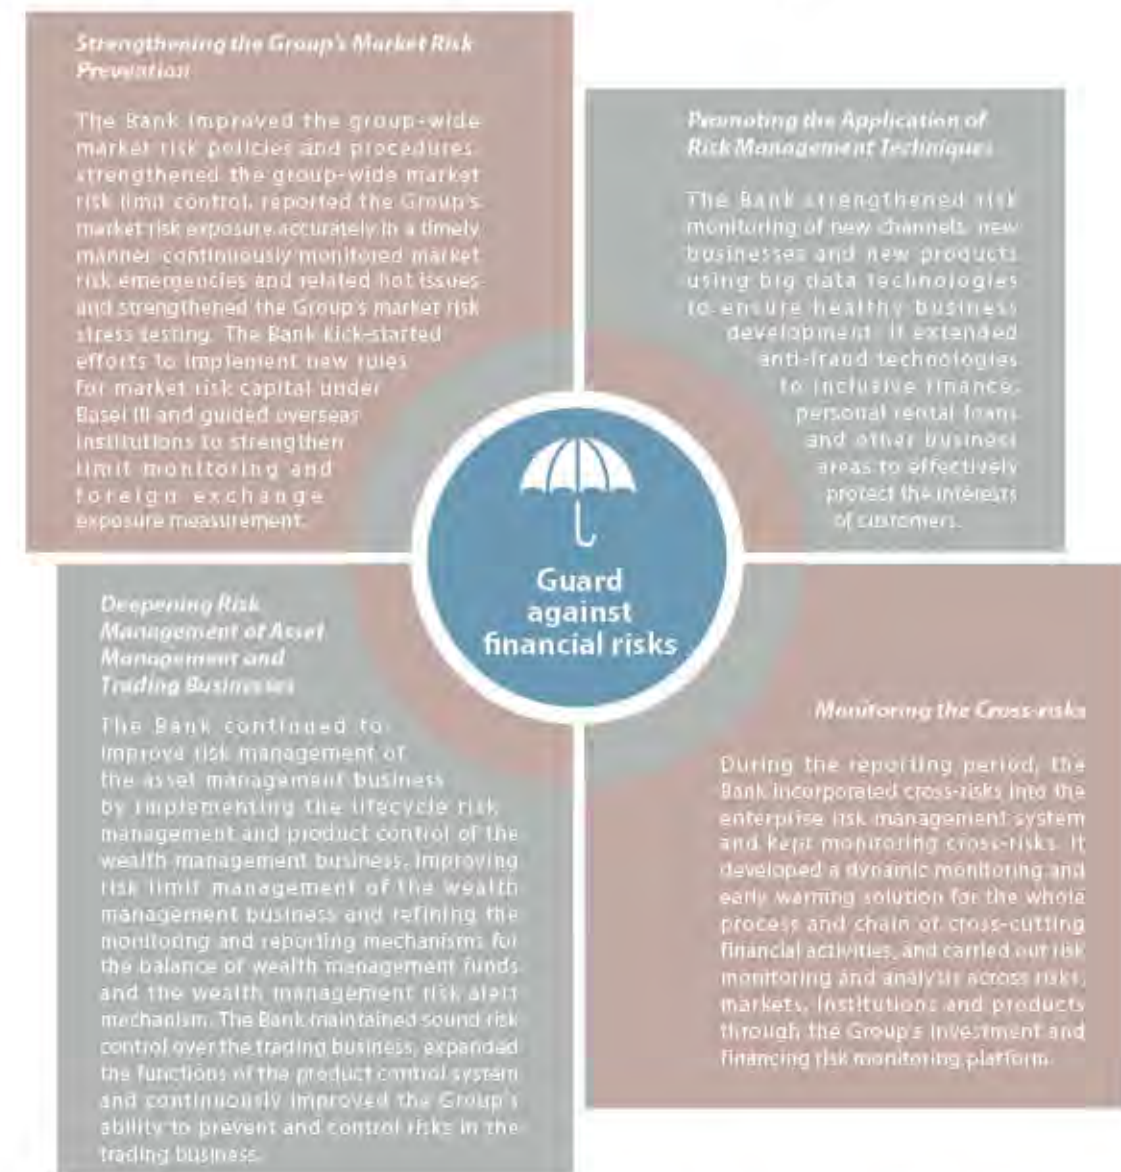 Strengthening the Group's Market Risk
Prevention
The Bank improved the group-wide
market risk policies and procedures,
strengthened the group-wide market
risk limit control, reported the Group's
market risk exposure accurately in a timely
manner, continuously monitored market
risk emergencies and related hot issues
and strengthened the Group's market risk
stress testing. The Bank kick-started
efforts to implement new rules
for market risk capital under
Basel III and guided overseas
institutions to strengthen
limit monitoring and
foreign exchange
exposure measurement.
Promoting the Application of
Risk Management Techniques
The Bank strengthened risk
monitoring of new channels, new
businesses and new products
using big data technologies
to ensure healthy business
development. It extended
anti-fraud technologies
to inclusive finance,
personal rental loans
and other business
areas to effectively
protect the interests
of customers.
Guard
against
financial risks
Deepening Risk
Management of Asset
Management and
Trading Businesses
The Bank continued to
improve risk management of
the asset management business
by implementing the lifecycle risk
management and product control of the
wealth management business, improving
risk limit management of the wealth
management business and refining the
monitoring and reporting mechanisms for
the balance of wealth management funds
and the wealth management risk alert
mechanism. The Bank maintained sound risk
control over the trading business, expanded
the functions of the product control system
and continuously improved the Group's
ability to prevent and control risks in the
trading business.
Monitoring the Cross-risks
During the reporting period, the
Bank incorporated cross-risks into the
enterprise risk management system
and kept monitoring cross-risks. It
developed a dynamic monitoring and
early warning solution for the whole
process and chain of cross-cutting
financial activities, and carried out risk
monitoring and analysis across risks,
markets, institutions and products
through the Group's investment and
financing risk monitoring platform.